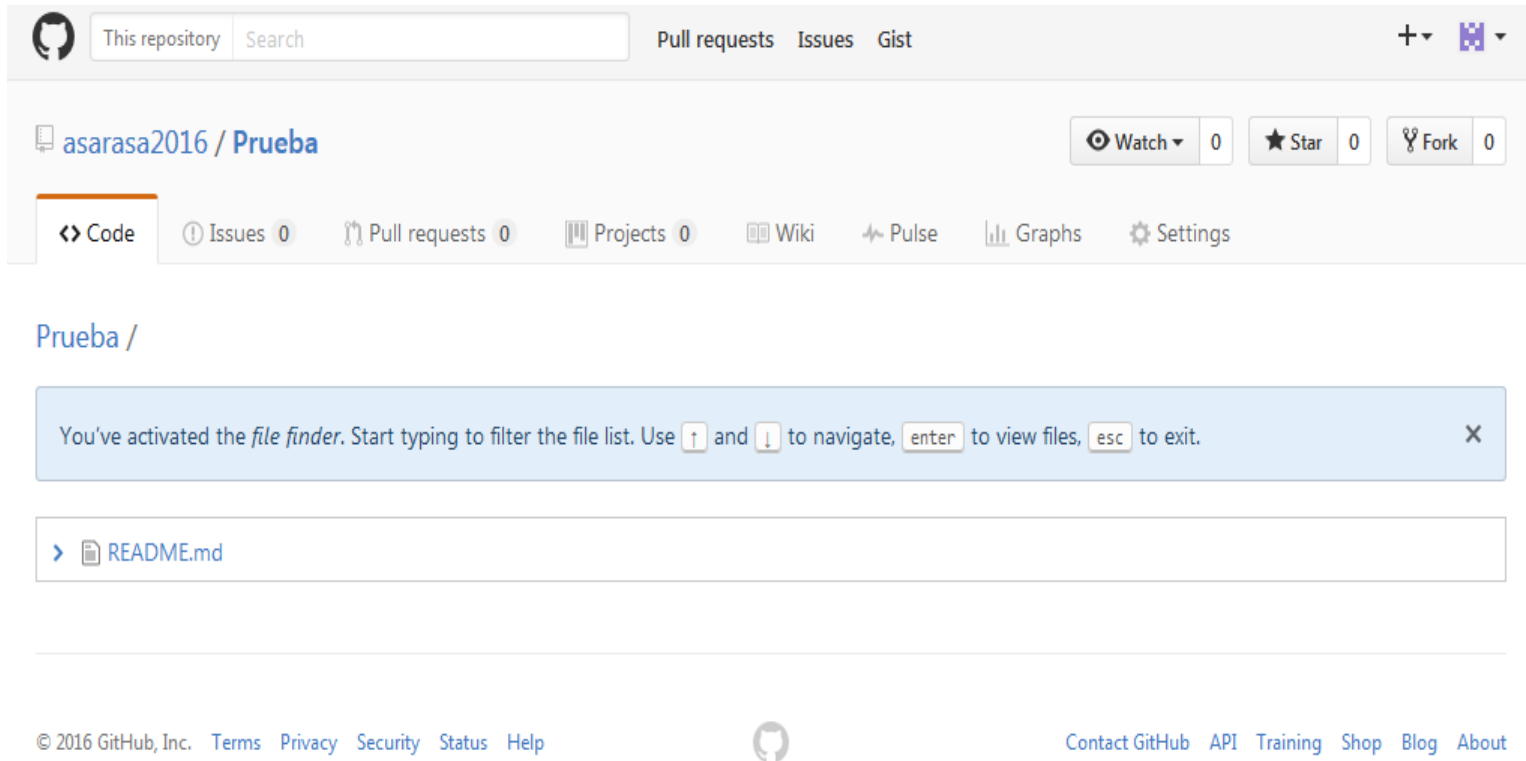 This repository Search Pull requests Issues Gist
asarasa2016 / Prueba Watch 0 Star 0 Fork 0
Code Issues 0 Pull requests 0 Projects 0 Wiki Pulse Graphs Settings
Prueba /
You've activated the file finder. Start typing to filter the file list. Use ↑ and ↓ to navigate, enter to view files, esc to exit. ×
README.md
© 2016 GitHub, Inc. Terms Privacy Security Status Help Contact GitHub API Training Shop Blog About